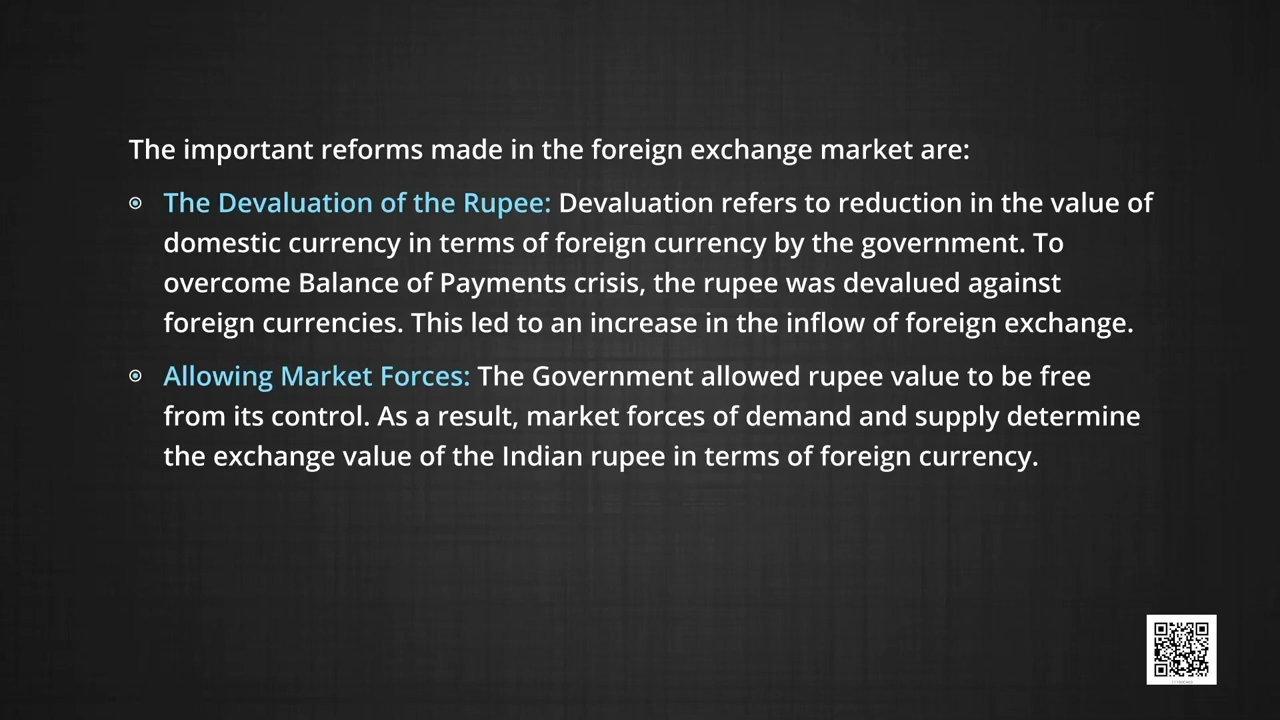 The important reforms made in the foreign exchange market are:
The Devaluation of the Rupee: Devaluation refers to reduction in the value of
domestic currency in terms of foreign currency by the government. To
overcome Balance of Payments crisis, the rupee was devalued against
foreign currencies. This led to an increase in the inflow of foreign exchange.
Allowing Market Forces: The Government allowed rupee value to be free
from its control. As a result, market forces of demand and supply determine
the exchange value of the Indian rupee in terms of foreign currency.